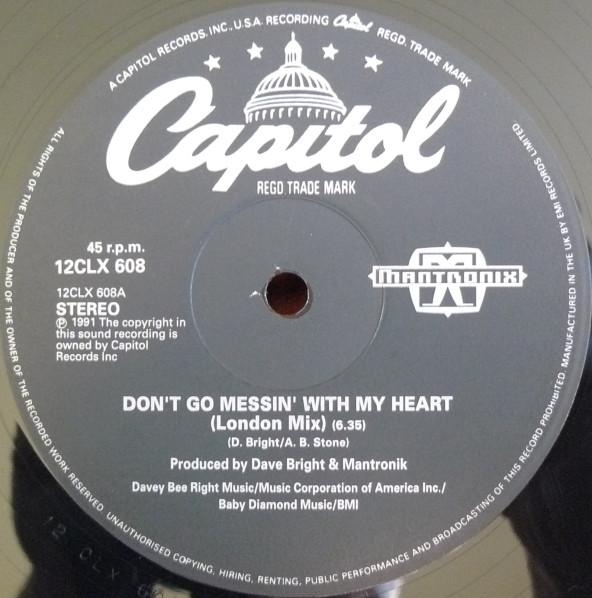 A CAPITOL RECORDS, INC., U.S.A. RECORDING Capitol REGD. TRADE MARK
Capitol
REGD. TRADE MARK
45 r.p.m.
12CLX 608
12CLX 608A
STEREO
℗ 1991 The copyright in
this sound recording is
owned by Capitol
Records Inc
MANTRONIX
DON'T GO MESSIN' WITH MY HEART
(London Mix) (6.35)
(D. Bright/A. B. Stone)
Produced by Dave Bright & Mantronik
Davey Bee Right Music/Music Corporation of America Inc./
Baby Diamond Music/BMI
ALL RIGHTS OF THE PRODUCER AND OF THE OWNER OF THE RECORDED WORK RESERVED. UNAUTHORISED COPYING, HIRING, RENTING, PUBLIC PERFORMANCE AND BROADCASTING OF THIS RECORD PROHIBITED. MANUFACTURED IN THE UK BY EMI RECORDS LIMITED
12 CLX